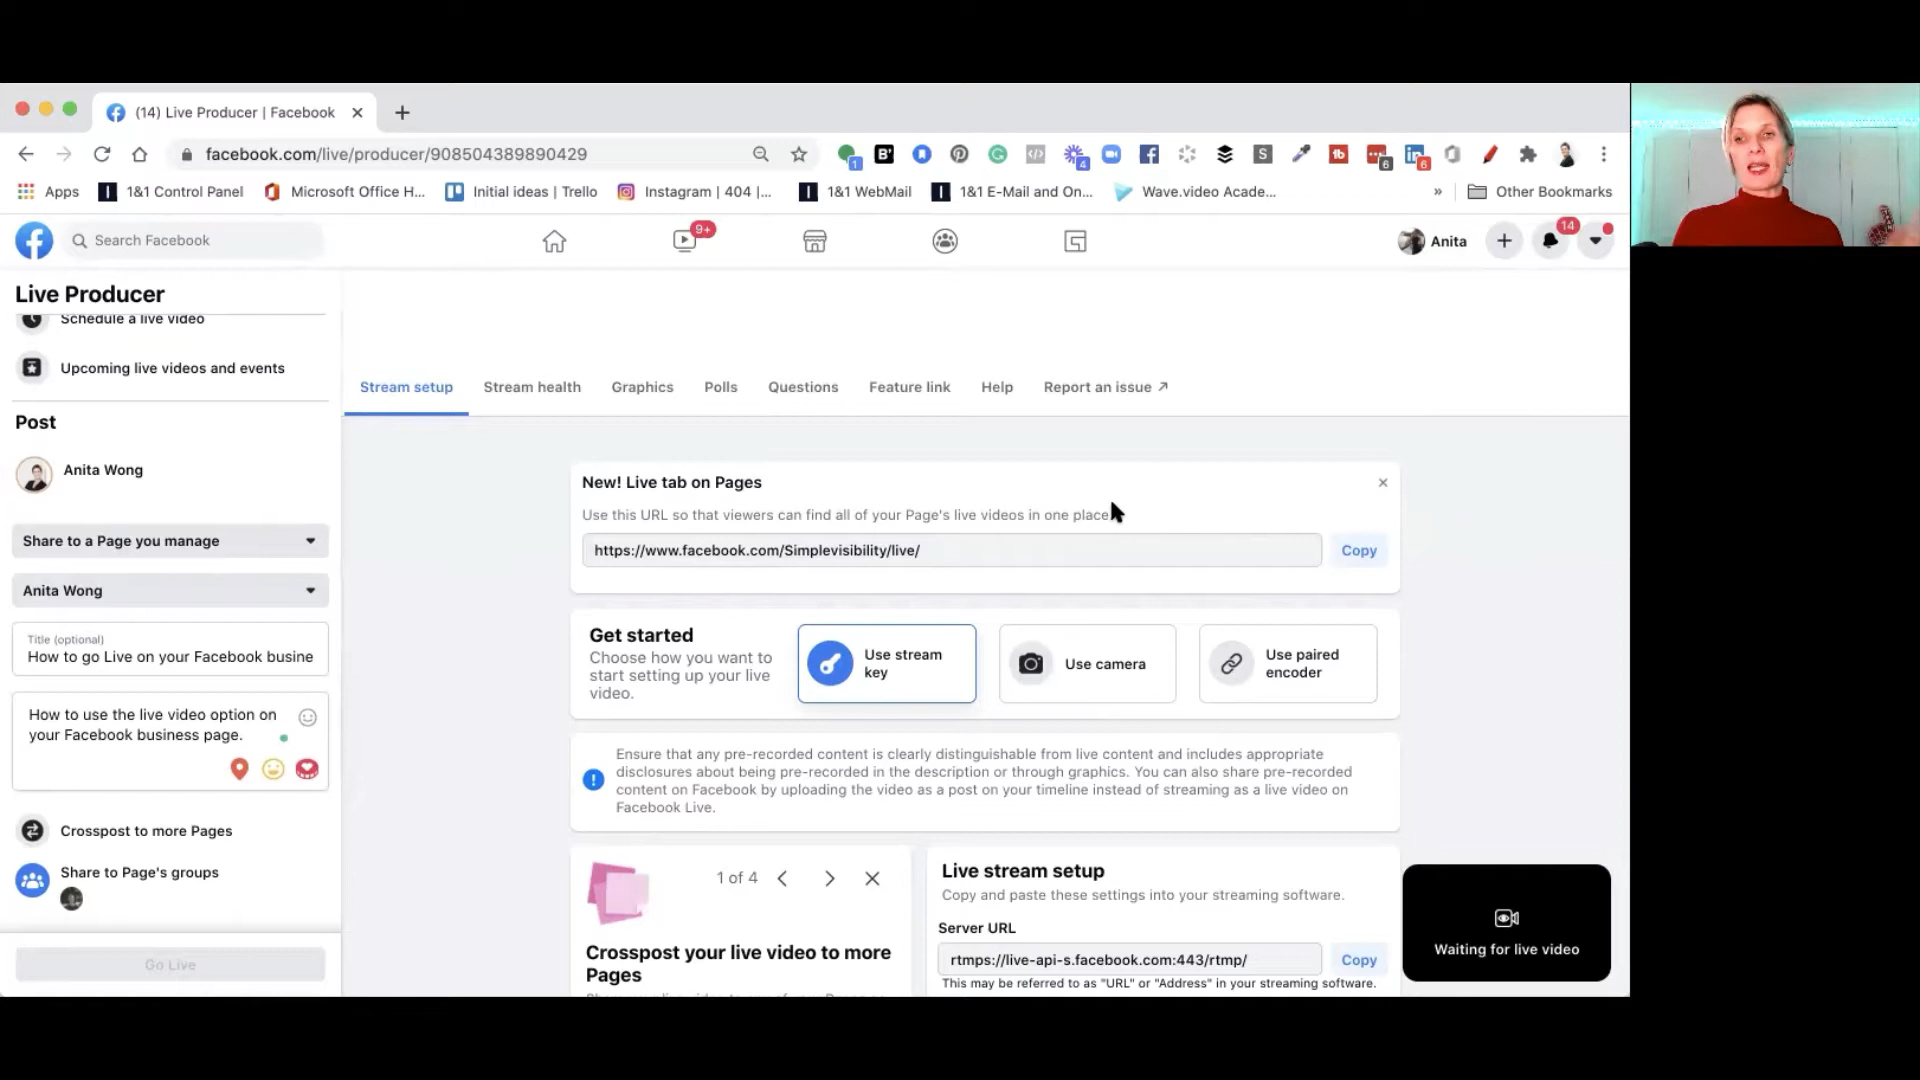 (14) Live Producer | Facebook
facebook.com/live/producer/908504389890429
1
B'
4
S
tb
6
in
6
Apps
1&1 Control Panel
Microsoft Office H...
Initial ideas | Trello
Instagram | 404 |...
1&1 WebMail
1&1 E-Mail and On...
Wave.video Acade...
»
Other Bookmarks
Search Facebook
9+
Anita
14
Live Producer
Schedule a live video
Upcoming live videos and events
Post
Anita Wong
Share to a Page you manage
Anita Wong
Title (optional)
How to go Live on your Facebook busine
How to use the live video option on
your Facebook business page.
Crosspost to more Pages
Share to Page's groups
Go Live
Stream setup
Stream health
Graphics
Polls
Questions
Feature link
Help
Report an issue
New! Live tab on Pages
Use this URL so that viewers can find all of your Page's live videos in one place
https://www.facebook.com/Simplevisibility/live/
Copy
Get started
Choose how you want to
start setting up your live
video.
Use stream
key
Use camera
Use paired
encoder
Ensure that any pre-recorded content is clearly distinguishable from live content and includes appropriate
disclosures about being pre-recorded in the description or through graphics. You can also share pre-recorded
content on Facebook by uploading the video as a post on your timeline instead of streaming as a live video on
Facebook Live.
1 of 4
Crosspost your live video to more
Pages
Live stream setup
Copy and paste these settings into your streaming software.
Server URL
rtmps://live-api-s.facebook.com:443/rtmp/
Copy
This may be referred to as "URL" or "Address" in your streaming software.
Waiting for live video